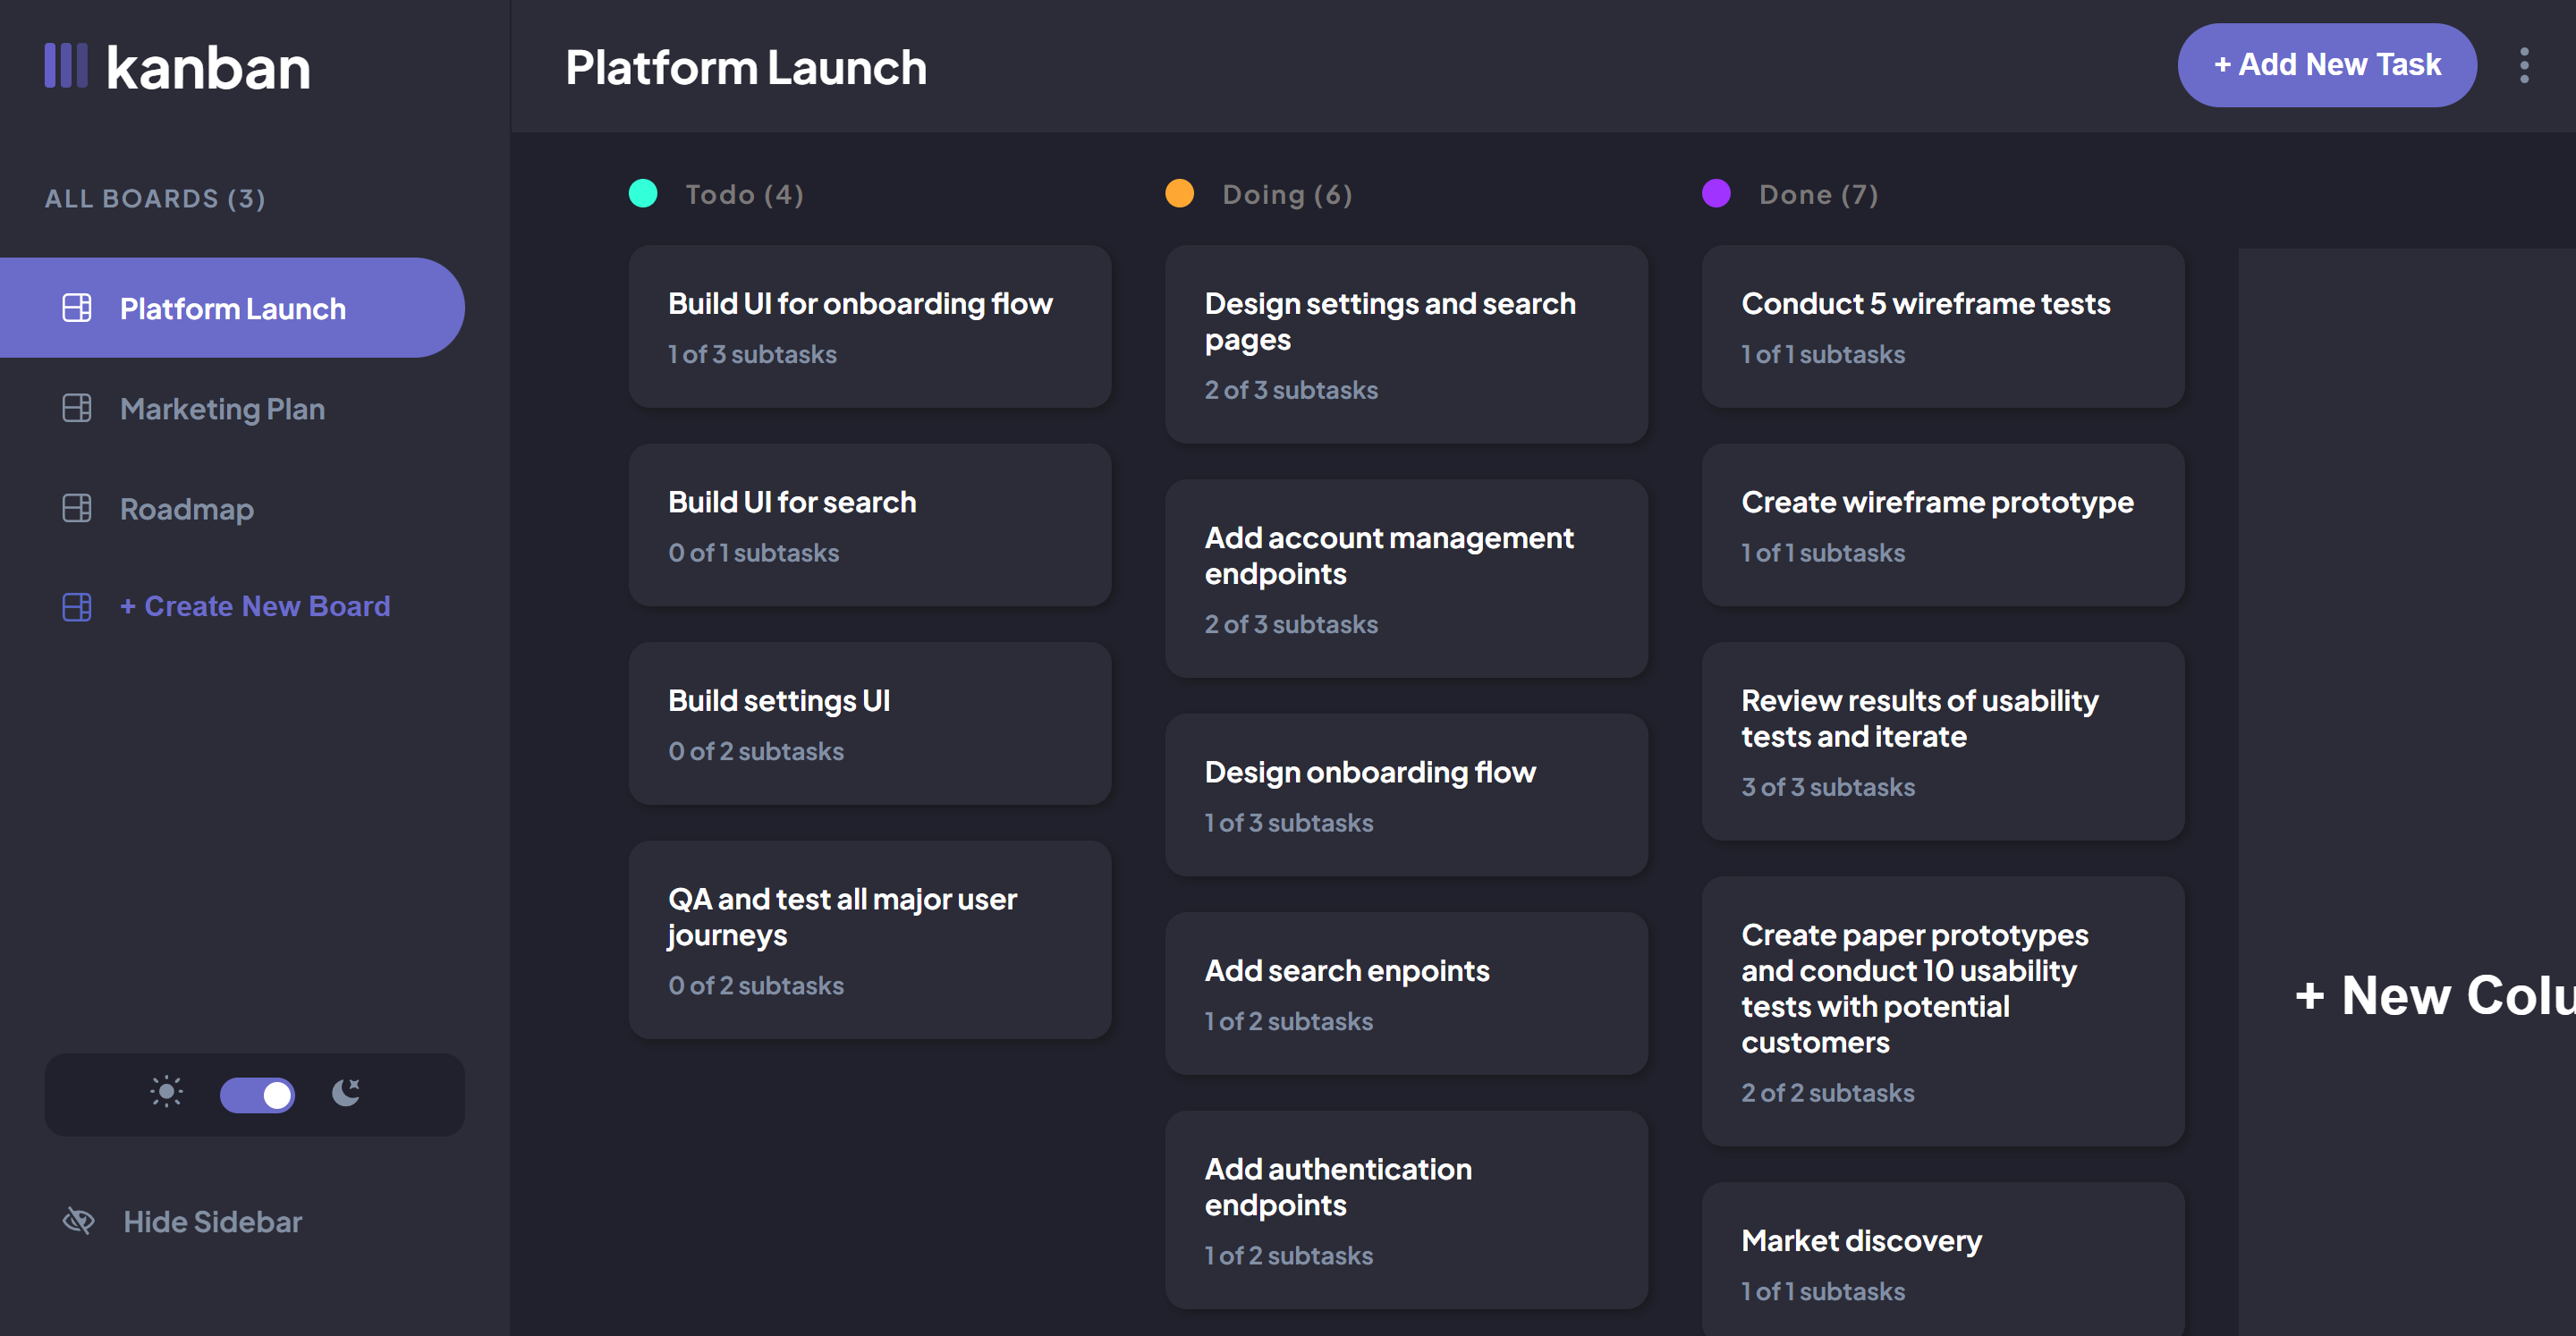 kanban
ALL BOARDS (3)
Platform Launch
Marketing Plan
Roadmap
+ Create New Board
Hide Sidebar
Platform Launch
+ Add New Task
Todo (4)
Build UI for onboarding flow
1 of 3 subtasks
Build UI for search
0 of 1 subtasks
Build settings UI
0 of 2 subtasks
QA and test all major user
journeys
0 of 2 subtasks
Doing (6)
Design settings and search
pages
2 of 3 subtasks
Add account management
endpoints
2 of 3 subtasks
Design onboarding flow
1 of 3 subtasks
Add search enpoints
1 of 2 subtasks
Add authentication
endpoints
1 of 2 subtasks
Done (7)
Conduct 5 wireframe tests
1 of 1 subtasks
Create wireframe prototype
1 of 1 subtasks
Review results of usability
tests and iterate
3 of 3 subtasks
Create paper prototypes
and conduct 10 usability
tests with potential
customers
2 of 2 subtasks
Market discovery
1 of 1 subtasks
+ New Colu